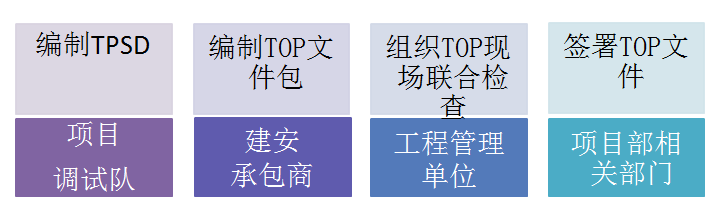 编制TPSD
编制TOP文
件包
组织TOP现
场联合检
查
签署TOP文
件
项目
调试队
建安
承包商
工程管理
单位
项目部相
关部门